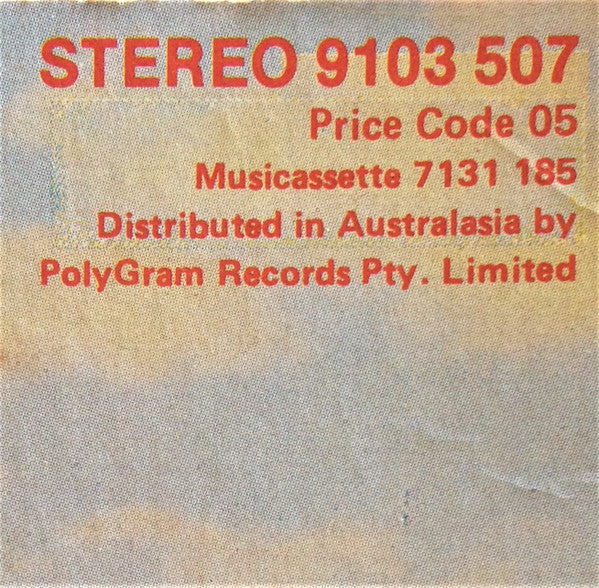 STEREO 9103 507
Price Code 05
Musicassette 7131 185
Distributed in Australasia by
PolyGram Records Pty. Limited